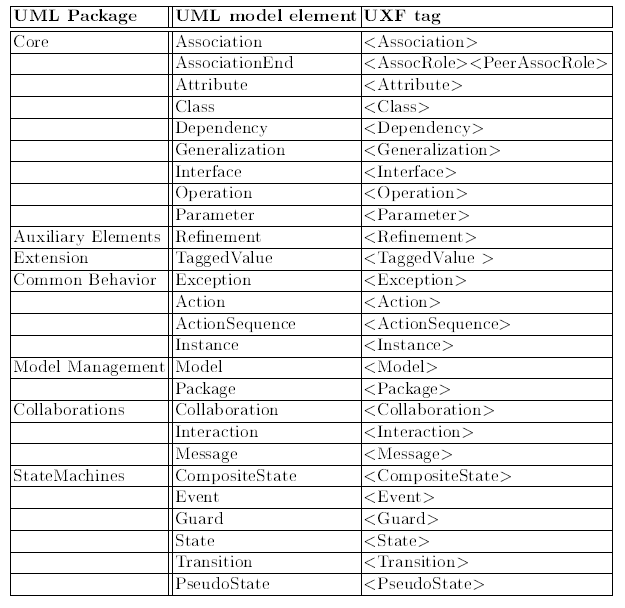 UML Package UML model element UXF tag
Core Association <Association>
AssociationEnd <AssocRole><PeerAssocRole>
Attribute <Attribute>
Class <Class>
Dependency <Dependency>
Generalization <Generalization>
Interface <Interface>
Operation <Operation>
Parameter <Parameter>
Auxiliary Elements Refinement <Refinement>
Extension TaggedValue <TaggedValue >
Common Behavior Exception <Exception>
Action <Action>
ActionSequence <ActionSequence>
Instance <Instance>
Model Management Model <Model>
Package <Package>
Collaborations Collaboration <Collaboration>
Interaction <Interaction>
Message <Message>
StateMachines CompositeState <CompositeState>
Event <Event>
Guard <Guard>
State <State>
Transition <Transition>
PseudoState <PseudoState>